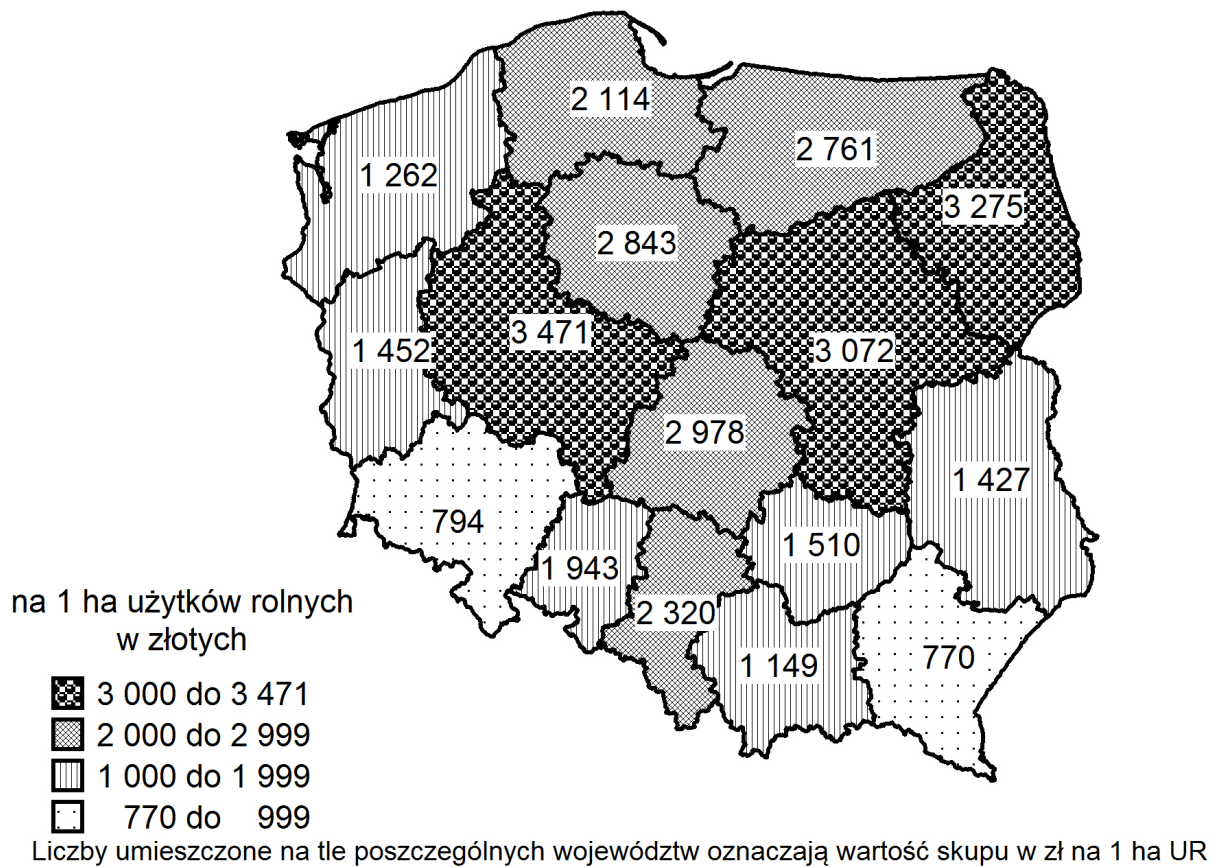 2 114
2 761
1 262
3 275
2 843
3 471
1 452
3 072
2 978
1 427
794
1 510
1 943
2 320
770
1 149
na 1 ha użytków rolnych
w złotych
3 000 do 3 471
2 000 do 2 999
1 000 do 1 999
770 do 999
Liczby umieszczone na tle poszczególnych województw oznaczają wartość skupu w zł na 1 ha UR